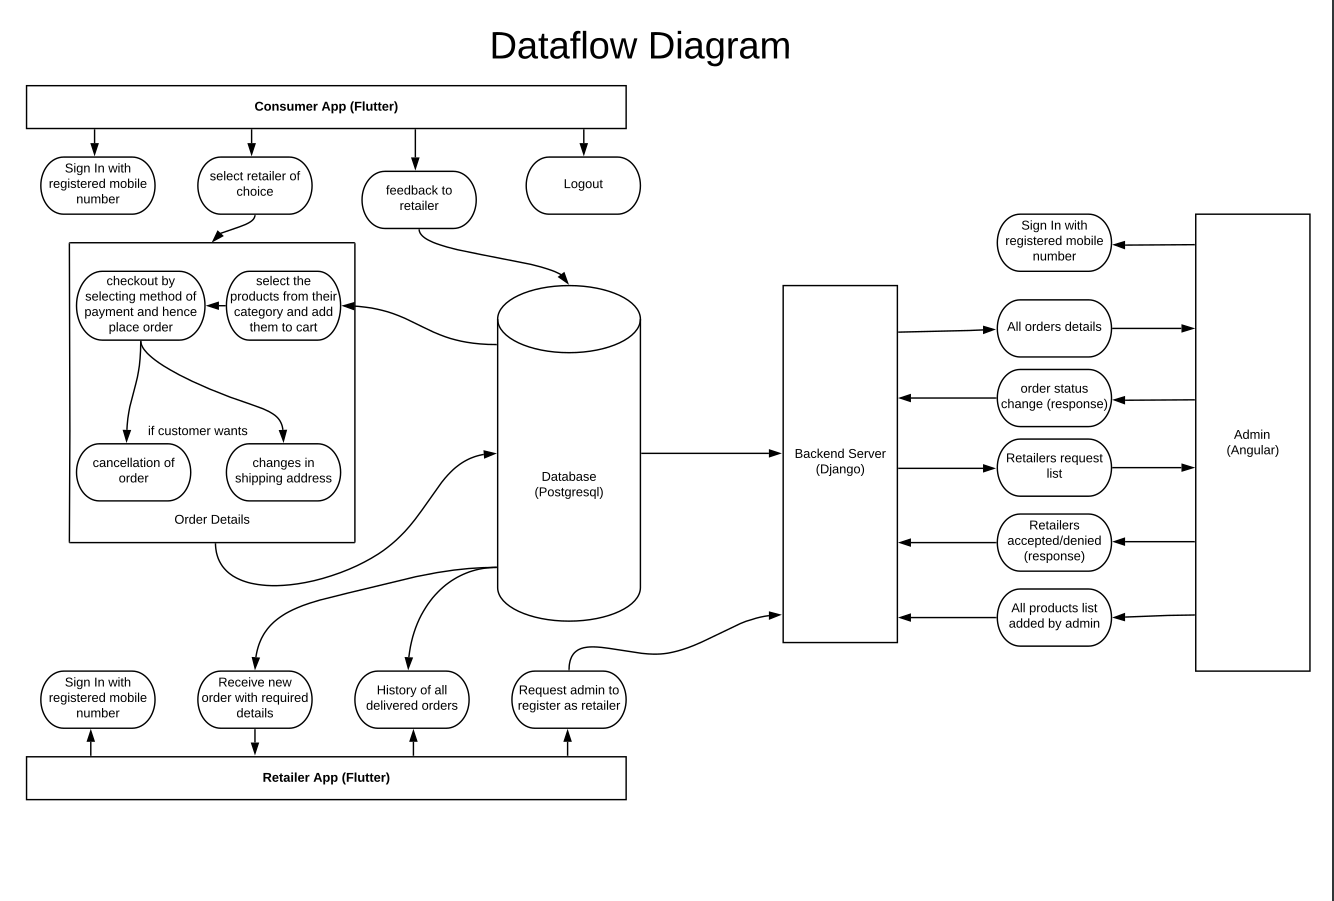 Dataflow Diagram
Consumer App (Flutter)
Sign In with
registered mobile
number
select retailer of
choice
feedback to
retailer
Logout
checkout by
selecting method of
payment and hence
place order
select the
products from their
category and add
them to cart
if customer wants
cancellation of
order
changes in
shipping address
Order Details
Database
(Postgresql)
Backend Server
(Django)
Sign In with
registered mobile
number
All orders details
order status
change (response)
Retailers request
list
Retailers
accepted/denied
(response)
All products list
added by admin
Admin
(Angular)
Sign In with
registered mobile
number
Receive new
order with required
details
History of all
delivered orders
Request admin to
register as retailer
Retailer App (Flutter)